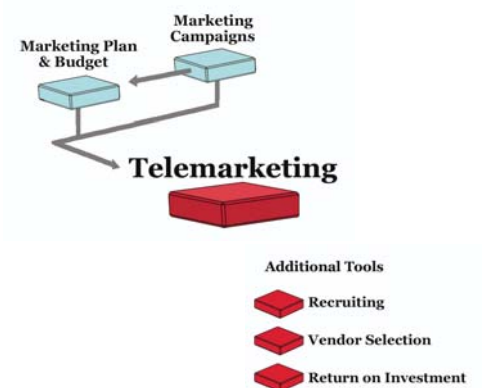 Marketing
Campaigns
Marketing Plan
& Budget
Telemarketing
Additional Tools
Recruiting
Vendor Selection
Return on Investment